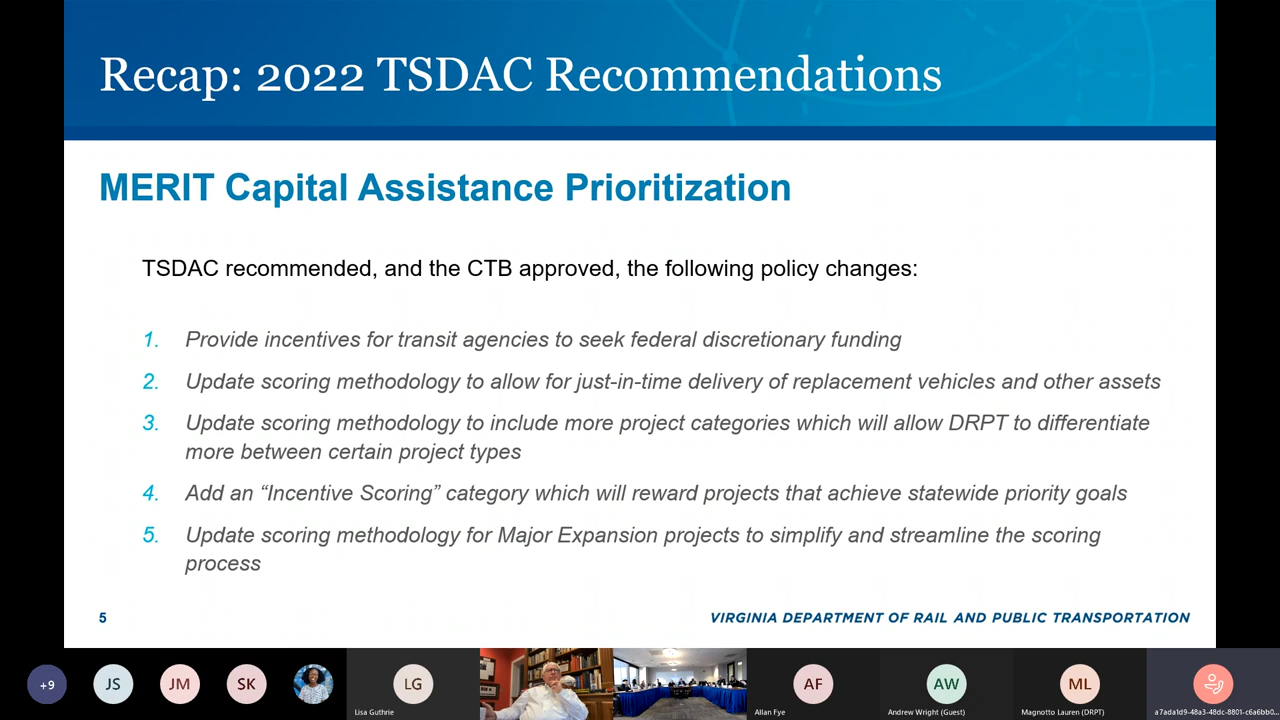 Recap: 2022 TSDAC Recommendations
MERIT Capital Assistance Prioritization
TSDAC recommended, and the CTB approved, the following policy changes:
1. Provide incentives for transit agencies to seek federal discretionary funding
2. Update scoring methodology to allow for just-in-time delivery of replacement vehicles and other assets
3. Update scoring methodology to include more project categories which will allow DRPT to differentiate
more between certain project types
4. Add an “Incentive Scoring” category which will reward projects that achieve statewide priority goals
5. Update scoring methodology for Major Expansion projects to simplify and streamline the scoring
process
5 VIRGINIA DEPARTMENT OF RAIL AND PUBLIC TRANSPORTATION
+9 JS JM SK LG AF AW ML
Lisa Guthrie Allan Fye Andrew Wright (Guest) Magnotto Lauren (DRPT) a7ada1d9-48a3-48dc-8801-c6a6bb0...